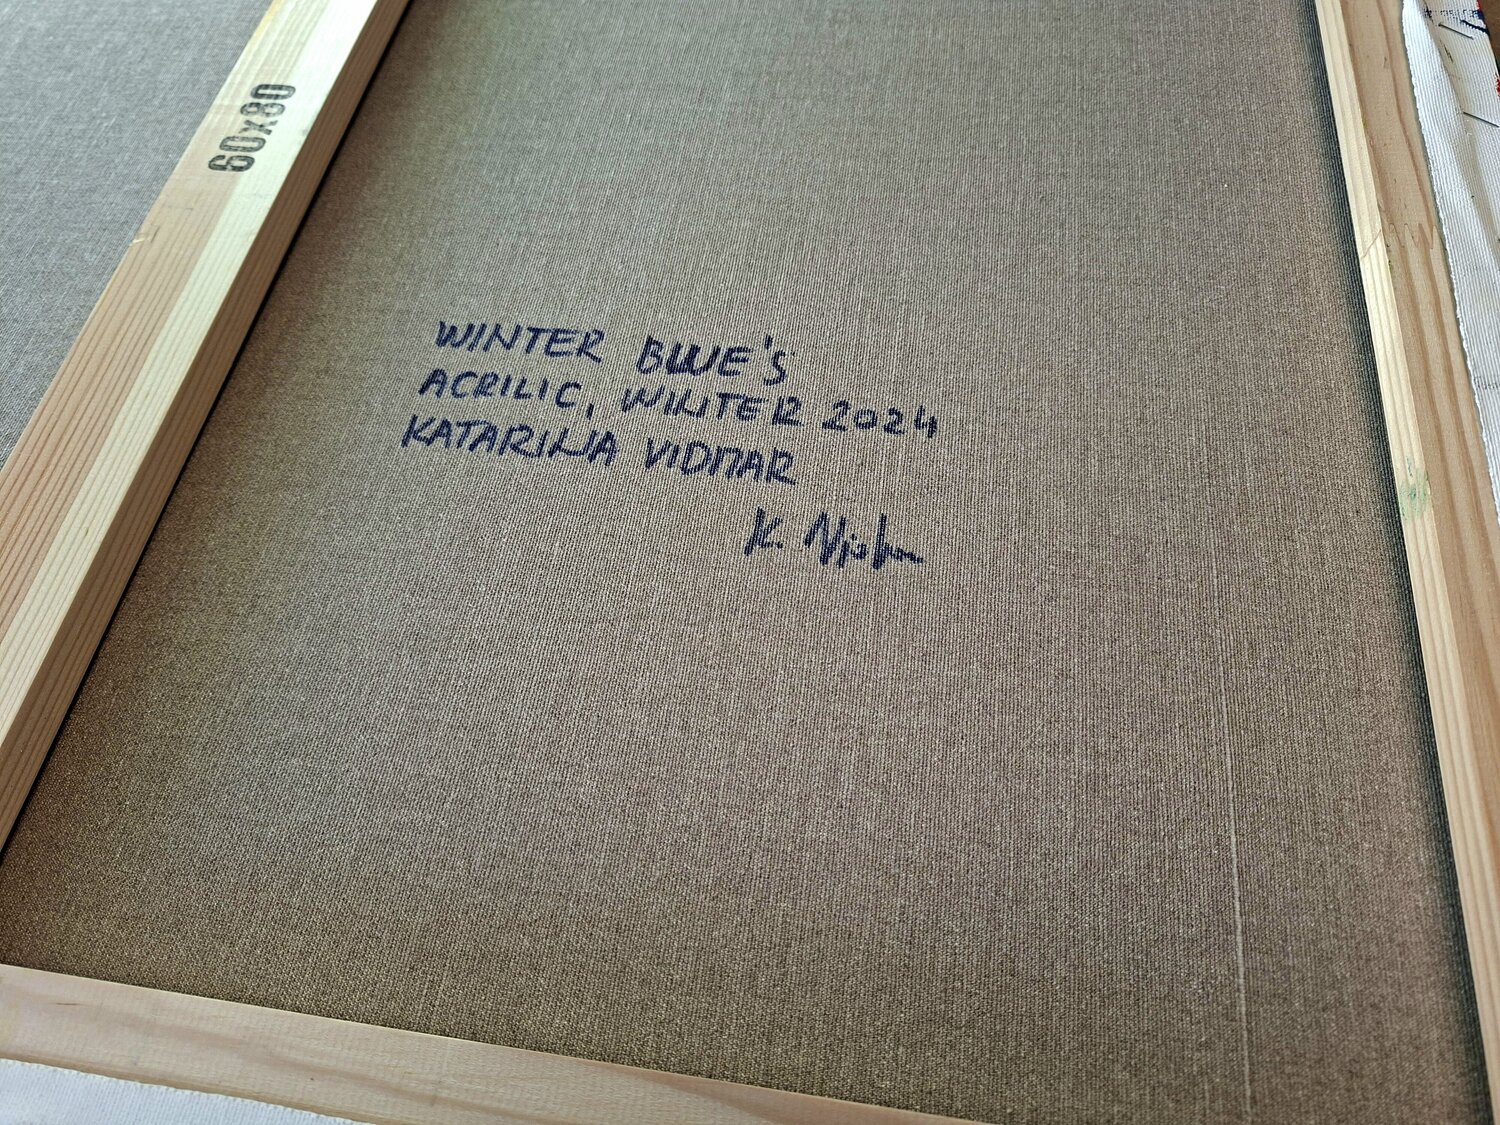 60x80
WINTER BLUE'S
ACRILIC, WINTER 2024
KATARINA VIDMAR
K.